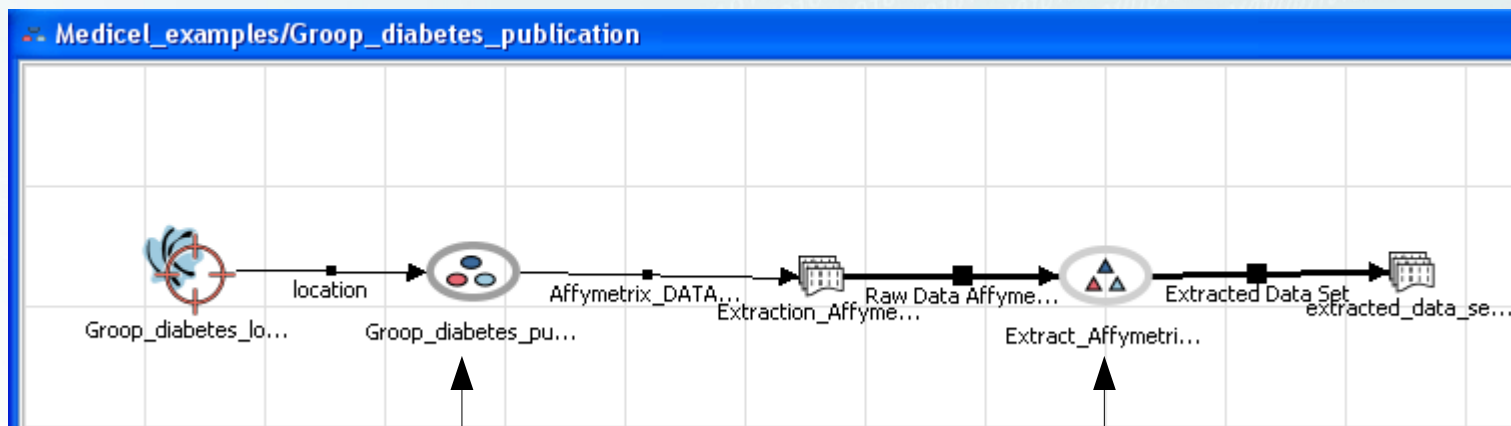 Medicel_examples/Groop_diabetes_publication
location
Affymetrix_DATA...
Raw Data Affyme...
Extracted Data Set
Groop_diabetes_lo...
Groop_diabetes_pu...
Extraction_Affyme...
Extract_Affymetri...
extracted_data_se...